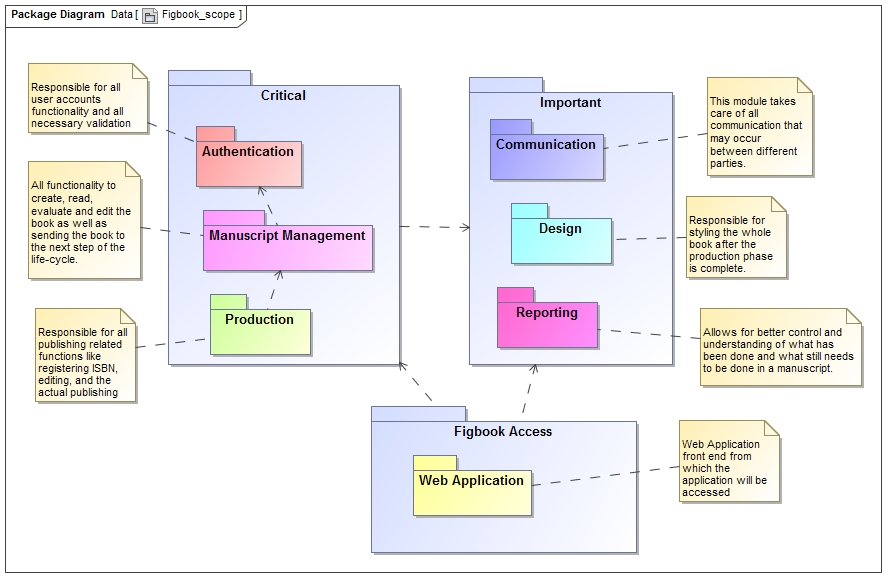 Package Diagram Data [ Figbook_scope ]
Responsible for all
user accounts
functionality and all
necessary validation
All functionality to
create, read,
evaluate and edit the
book as well as
sending the book to
the next step of the
life-cycle.
Responsible for all
publishing related
functions like
registering ISBN,
editing, and the
actual publishing
Critical
Authentication
Manuscript Management
Production
Important
Communication
Design
Reporting
This module takes
care of all
communication that
may occur
between different
parties.
Responsible for
styling the whole
book after the
production phase
is complete.
Allows for better control and
understanding of what has
been done and what still needs
to be done in a manuscript.
Figbook Access
Web Application
Web Application
front end from
which the
application will be
accessed